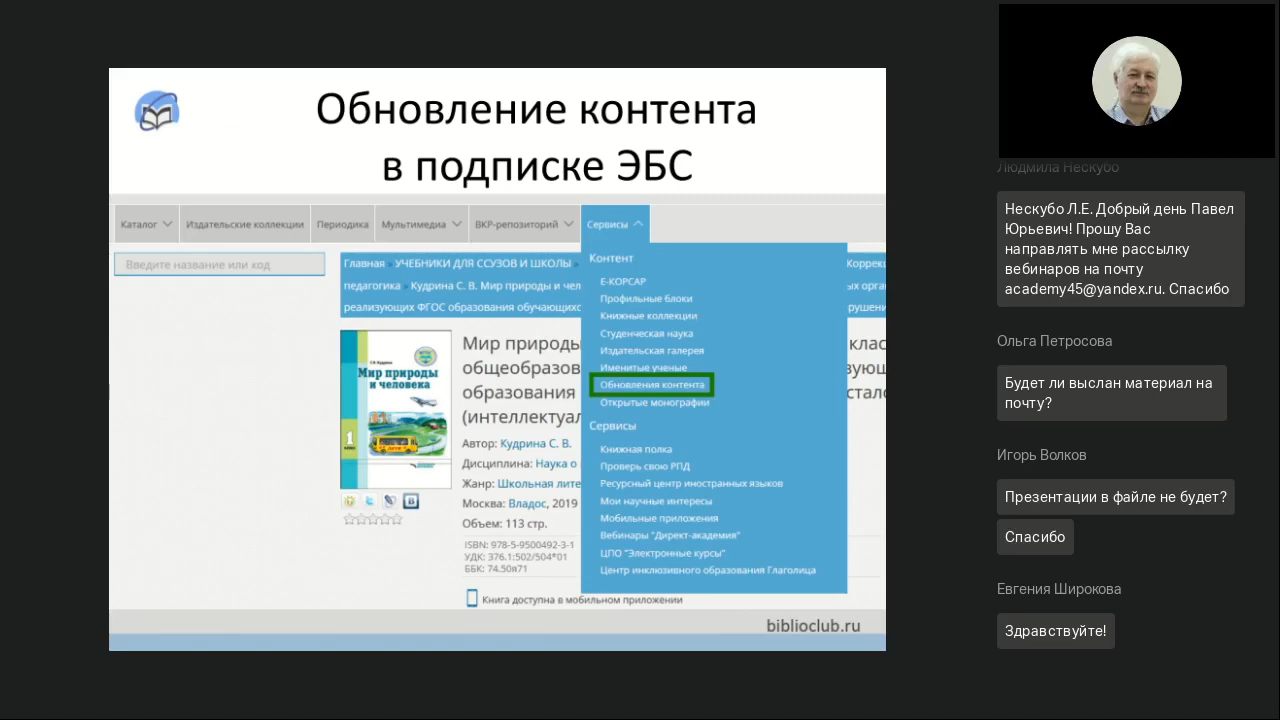 Обновление контента
в подписке ЭБС
Каталог
Издательские коллекции
Периодика
Мультимедиа
ВКР-репозиторий
Сервисы
Введите название или код
Главная » УЧЕБНИКИ ДЛЯ ССУЗОВ И ШКОЛЫ »
педагогика » Кудрина С. В. Мир природы и чел
реализующих ФГОС образования обучающихс
Коррекц
ых орга
рушени
Мир природы
общеобразов
образования
(интеллектуал
клас
вующ
стало
С.В. Кудрина
Мир природы
и человека
1
класс
Автор: Кудрина С. В.
Дисциплина: Наука о
Жанр: Школьная лите
Москва: Владос, 2019
Объем: 113 стр.
ISBN: 978-5-9500492-3-1
УДК: 376.1:502/504*01
ББК: 74.50я71
Книга доступна в мобильном приложении
Контент
Е-КОРСАР
Профильные блоки
Книжные коллекции
Студенческая наука
Издательская галерея
Именитые ученые
Обновления контента
Открытые монографии
Сервисы
Книжная полка
Проверь свою РПД
Ресурсный центр иностранных языков
Мои научные интересы
Мобильные приложения
Вебинары "Директ-академия"
ЦПО "Электронные курсы"
Центр инклюзивного образования Глаголица
biblioclub.ru
Людмила Нескубо
Нескубо Л.Е. Добрый день Павел
Юрьевич! Прошу Вас
направлять мне рассылку
вебинаров на почту
academy45@yandex.ru. Спасибо
Ольга Петросова
Будет ли выслан материал на
почту?
Игорь Волков
Презентации в файле не будет?
Спасибо
Евгения Широкова
Здравствуйте!